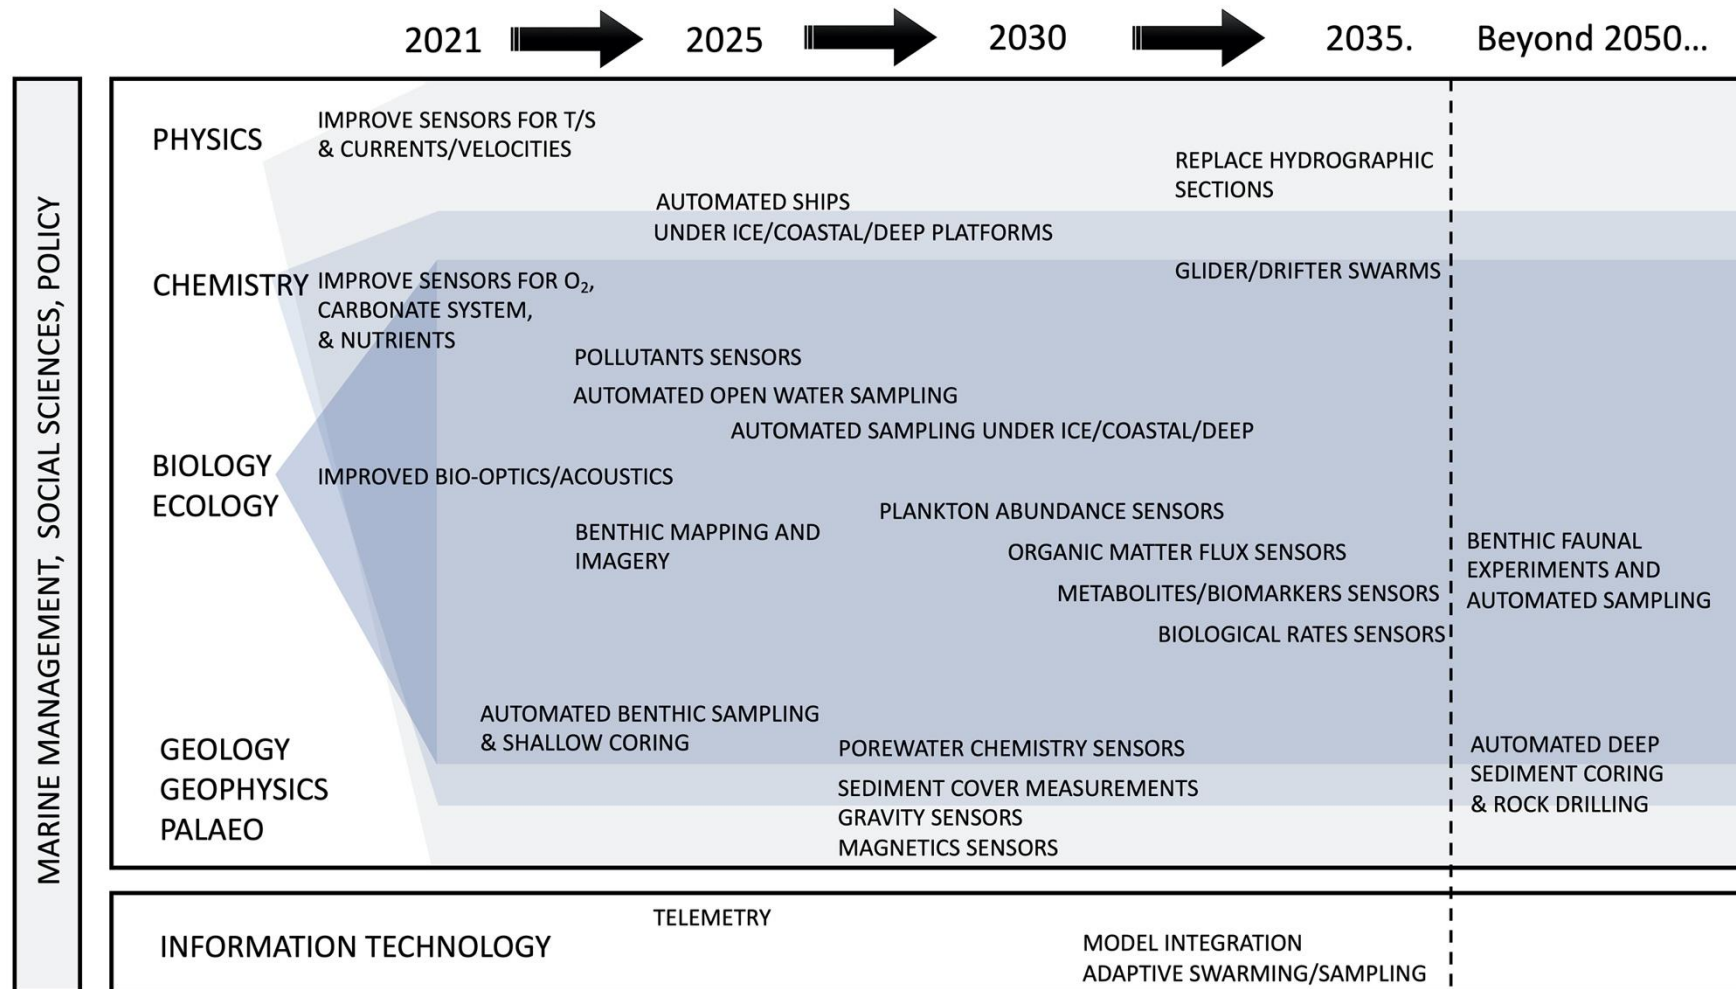 2021
2025
2030
2035.
Beyond 2050…
MARINE MANAGEMENT, SOCIAL SCIENCES, POLICY
PHYSICS
IMPROVE SENSORS FOR T/S
& CURRENTS/VELOCITIES
REPLACE HYDROGRAPHIC
SECTIONS
AUTOMATED SHIPS
UNDER ICE/COASTAL/DEEP PLATFORMS
GLIDER/DRIFTER SWARMS
CHEMISTRY
IMPROVE SENSORS FOR O₂,
CARBONATE SYSTEM,
& NUTRIENTS
POLLUTANTS SENSORS
AUTOMATED OPEN WATER SAMPLING
AUTOMATED SAMPLING UNDER ICE/COASTAL/DEEP
BIOLOGY
ECOLOGY
IMPROVED BIO-OPTICS/ACOUSTICS
BENTHIC MAPPING AND
IMAGERY
PLANKTON ABUNDANCE SENSORS
ORGANIC MATTER FLUX SENSORS
METABOLITES/BIOMARKERS SENSORS
BIOLOGICAL RATES SENSORS
BENTHIC FAUNAL
EXPERIMENTS AND
AUTOMATED SAMPLING
GEOLOGY
GEOPHYSICS
PALAEO
AUTOMATED BENTHIC SAMPLING
& SHALLOW CORING
POREWATER CHEMISTRY SENSORS
SEDIMENT COVER MEASUREMENTS
GRAVITY SENSORS
MAGNETICS SENSORS
AUTOMATED DEEP
SEDIMENT CORING
& ROCK DRILLING
INFORMATION TECHNOLOGY
TELEMETRY
MODEL INTEGRATION
ADAPTIVE SWARMING/SAMPLING